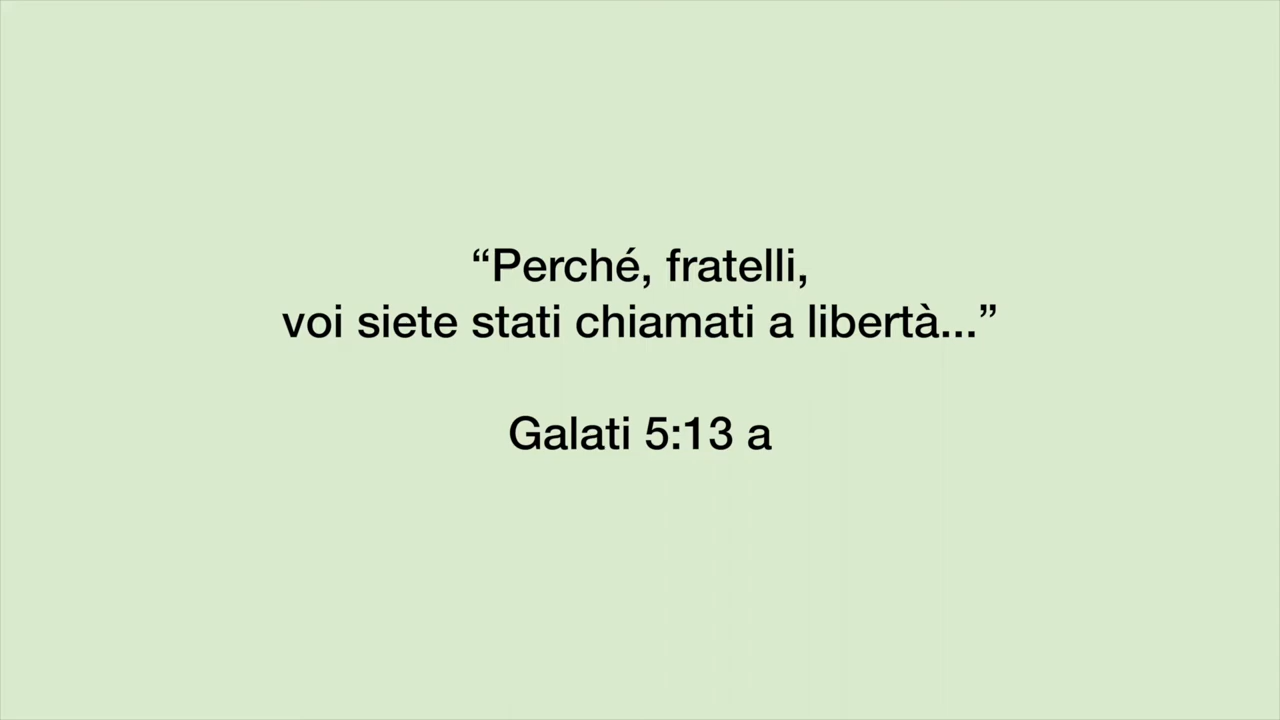 “Perché, fratelli,
voi siete stati chiamati a libertà...”
Galati 5:13 a